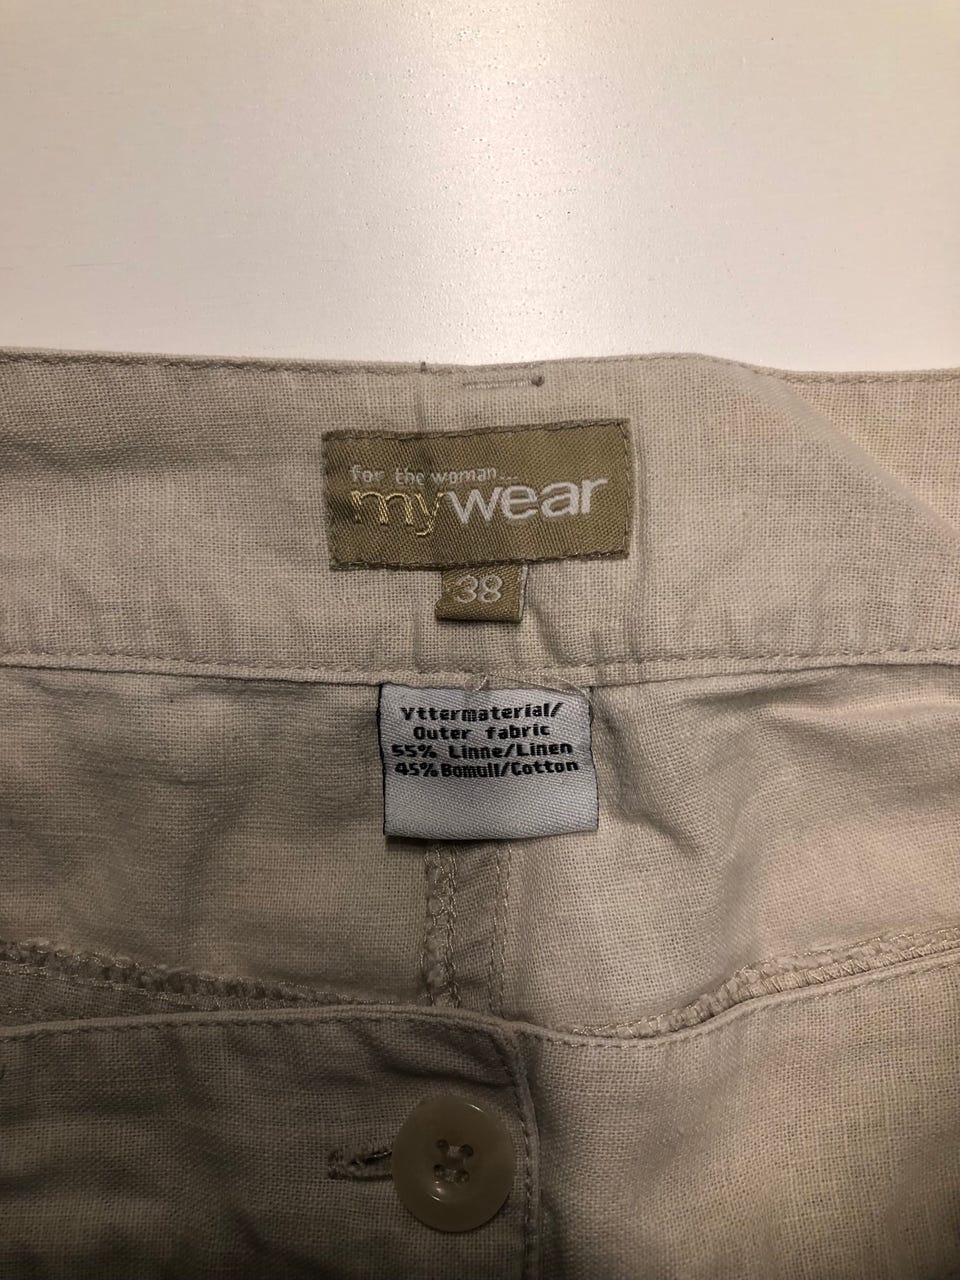 for the woman...
mywear
38
Yttermaterial/
Outer fabric
55% Linne/Linen
45% Bomull/Cotton